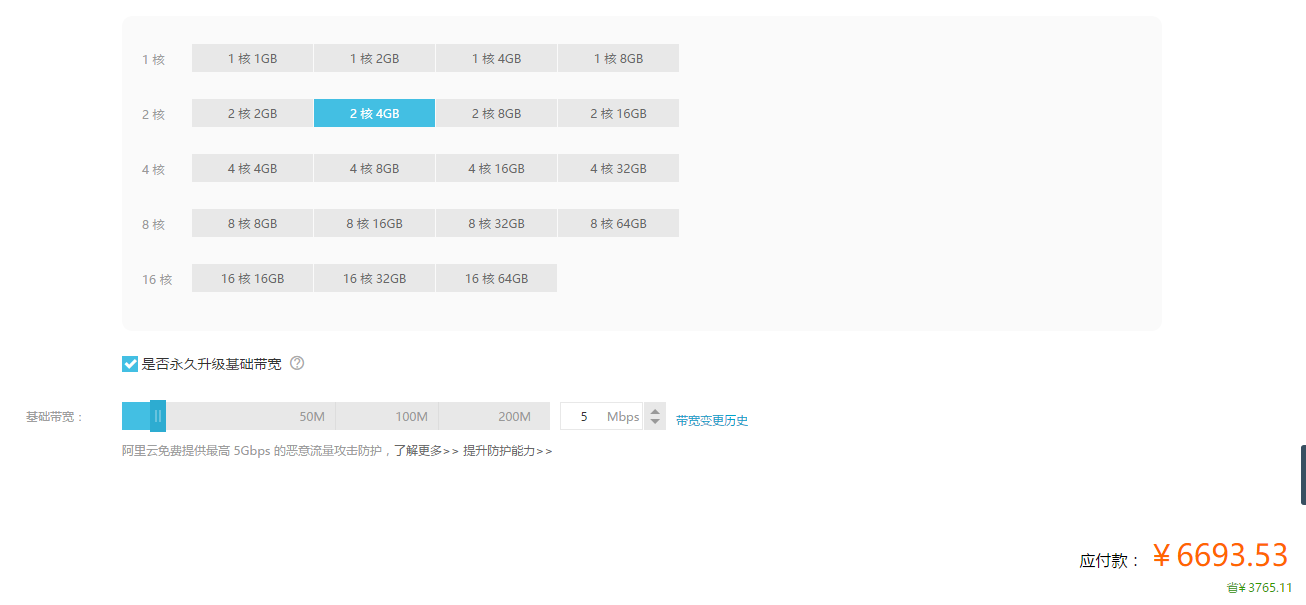 1 核 1 核 1GB 1 核 2GB 1 核 4GB 1 核 8GB
2 核 2 核 2GB 2 核 4GB 2 核 8GB 2 核 16GB
4 核 4 核 4GB 4 核 8GB 4 核 16GB 4 核 32GB
8 核 8 核 8GB 8 核 16GB 8 核 32GB 8 核 64GB
16 核 16 核 16GB 16 核 32GB 16 核 64GB
是否永久升级基础带宽 ?
基础带宽： 50M 100M 200M 5 Mbps 带宽变更历史
阿里云免费提供最高 5Gbps 的恶意流量攻击防护，了解更多>> 提升防护能力>>
应付款： ¥ 6693.53
省¥ 3765.11